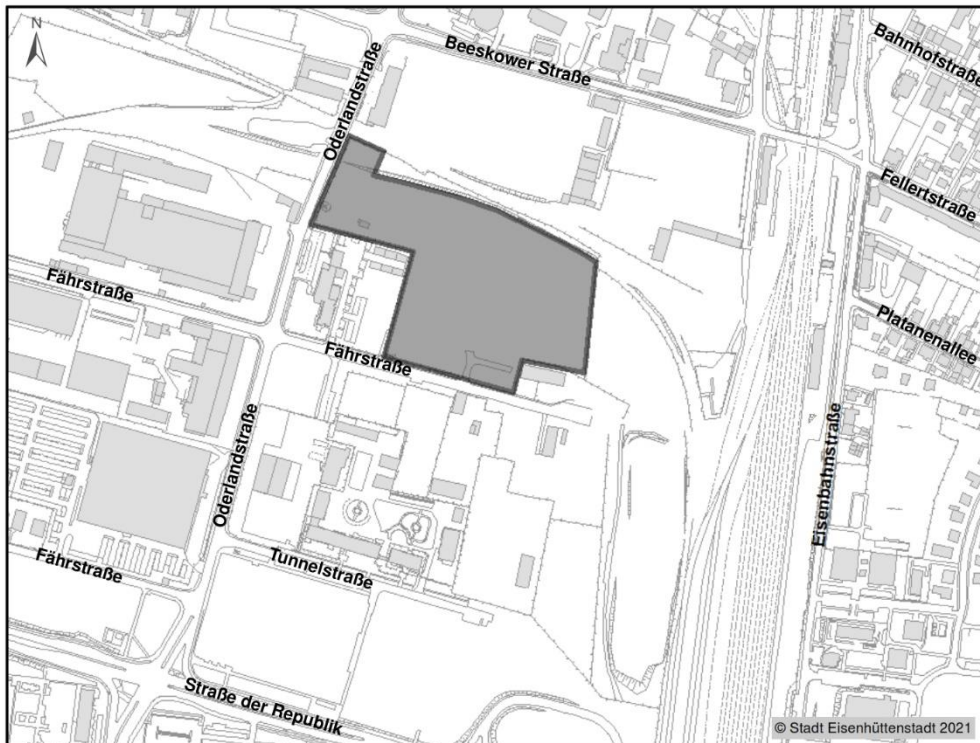 N
Beeskower Straße
Bahnhofstraße
Oderlandstraße
Fellertstraße
Fährstraße
Platanenallee
Fährstraße
Oderlandstraße
Eisenbahnstraße
Tunnelstraße
Fährstraße
Straße der Republik
© Stadt Eisenhüttenstadt 2021